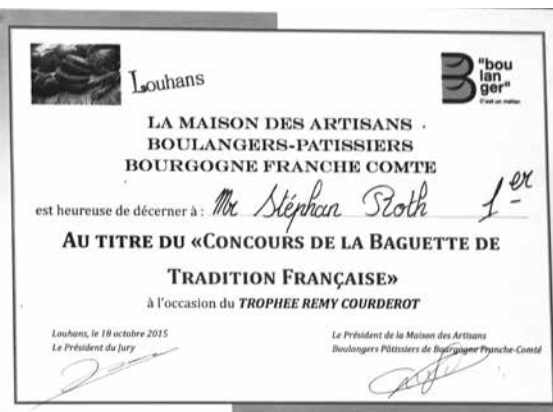 Louhans
"bou
lan
ger"
C'est un métier
LA MAISON DES ARTISANS
BOULANGERS-PATISSIERS
BOURGOGNE FRANCHE COMTE
est heureuse de décerner à : Mr Stéphan Roth 1er
AU TITRE DU «CONCOURS DE LA BAGUETTE DE
TRADITION FRANÇAISE»
à l'occasion du TROPHEE REMY COURDEROT
Louhans, le 18 octobre 2015
Le Président du Jury
Le Président de la Maison des Artisans
Boulangers Pâtissiers de Bourgogne Franche-Comté